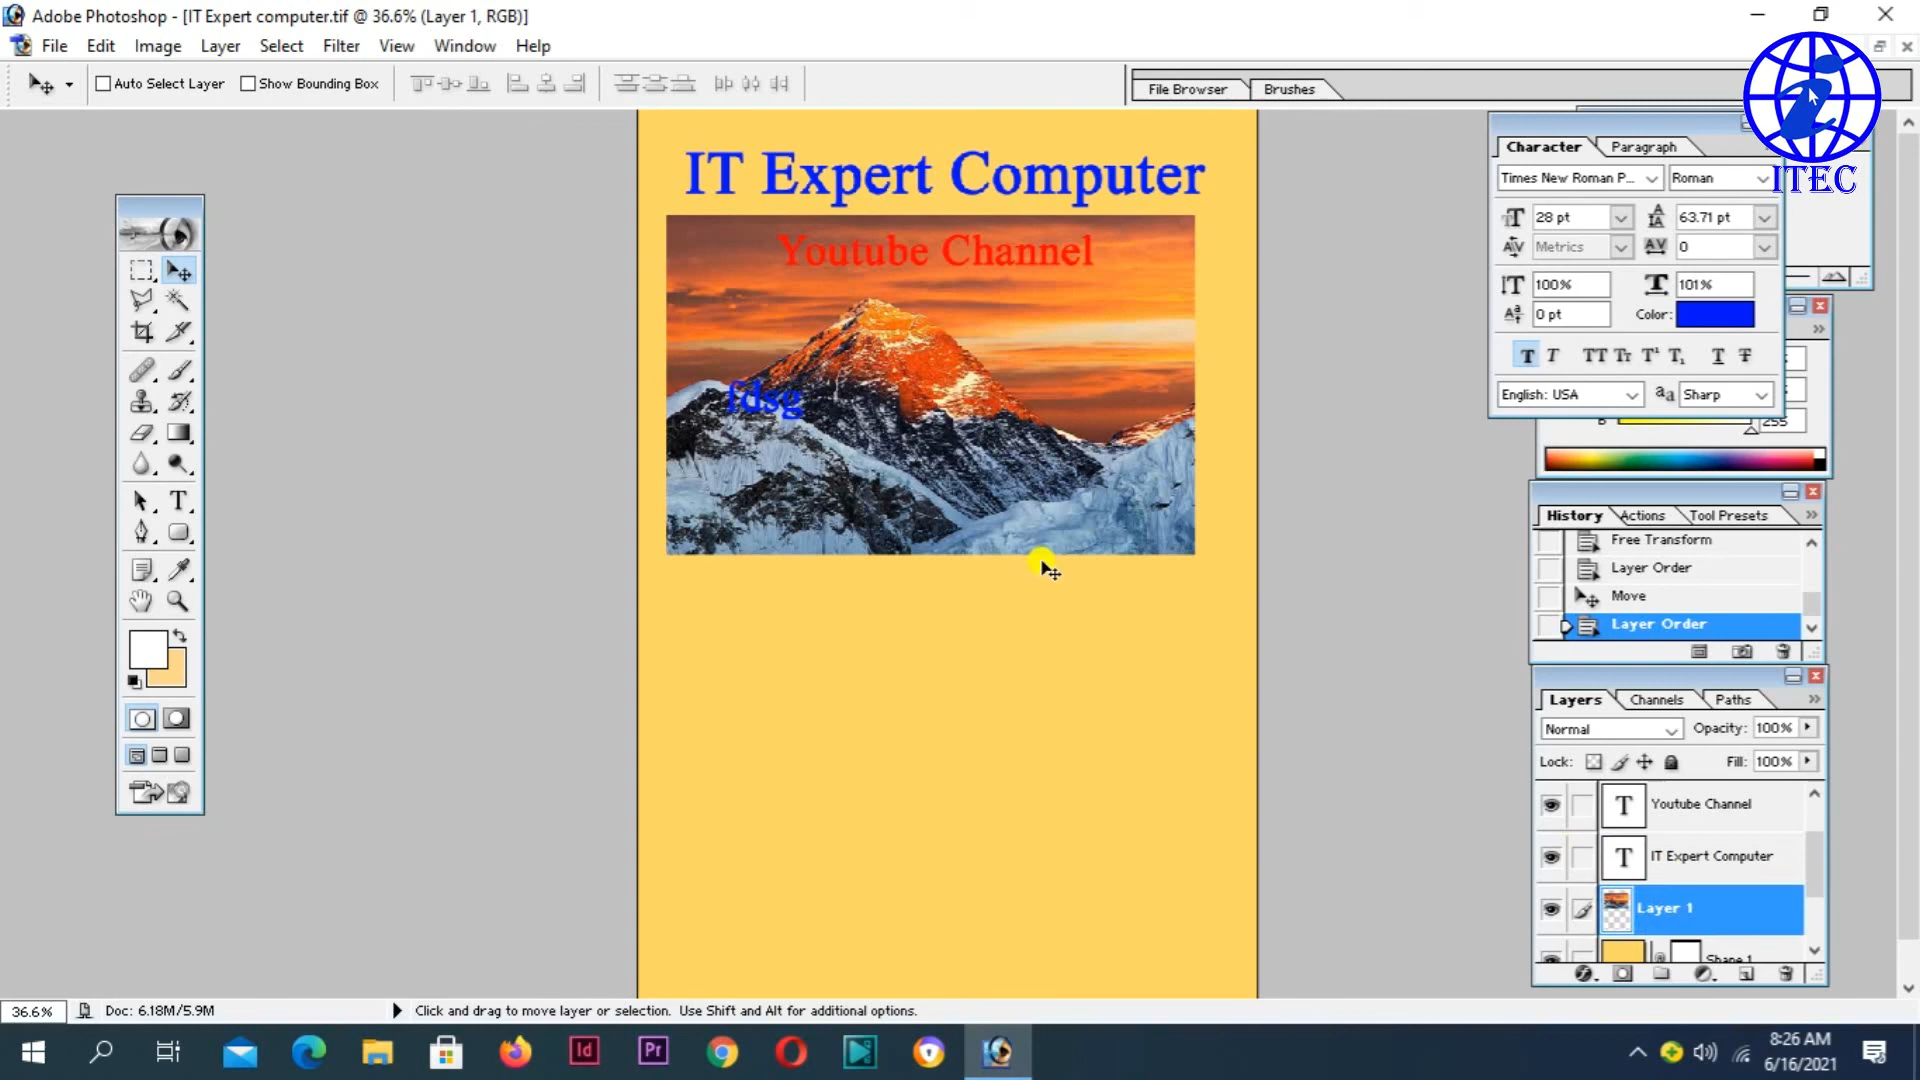 Adobe Photoshop - [IT Expert computer.tif @ 36.6% (Layer 1, RGB)]
File Edit Image Layer Select Filter View Window Help
Auto Select Layer Show Bounding Box
File Browser Brushes
ITEC
IT Expert Computer
Youtube Channel
fdsg
Character Paragraph
Times New Roman P... Roman
28 pt 63.71 pt
Metrics 0
100% 101%
0 pt Color:
English: USA Sharp
B 255
History Actions Tool Presets
Free Transform
Layer Order
Move
Layer Order
Layers Channels Paths
Normal Opacity: 100%
Lock: Fill: 100%
Youtube Channel
IT Expert Computer
Layer 1
Shape 1
36.6% Doc: 6.18M/5.9M Click and drag to move layer or selection. Use Shift and Alt for additional options.
8:26 AM
6/16/2021